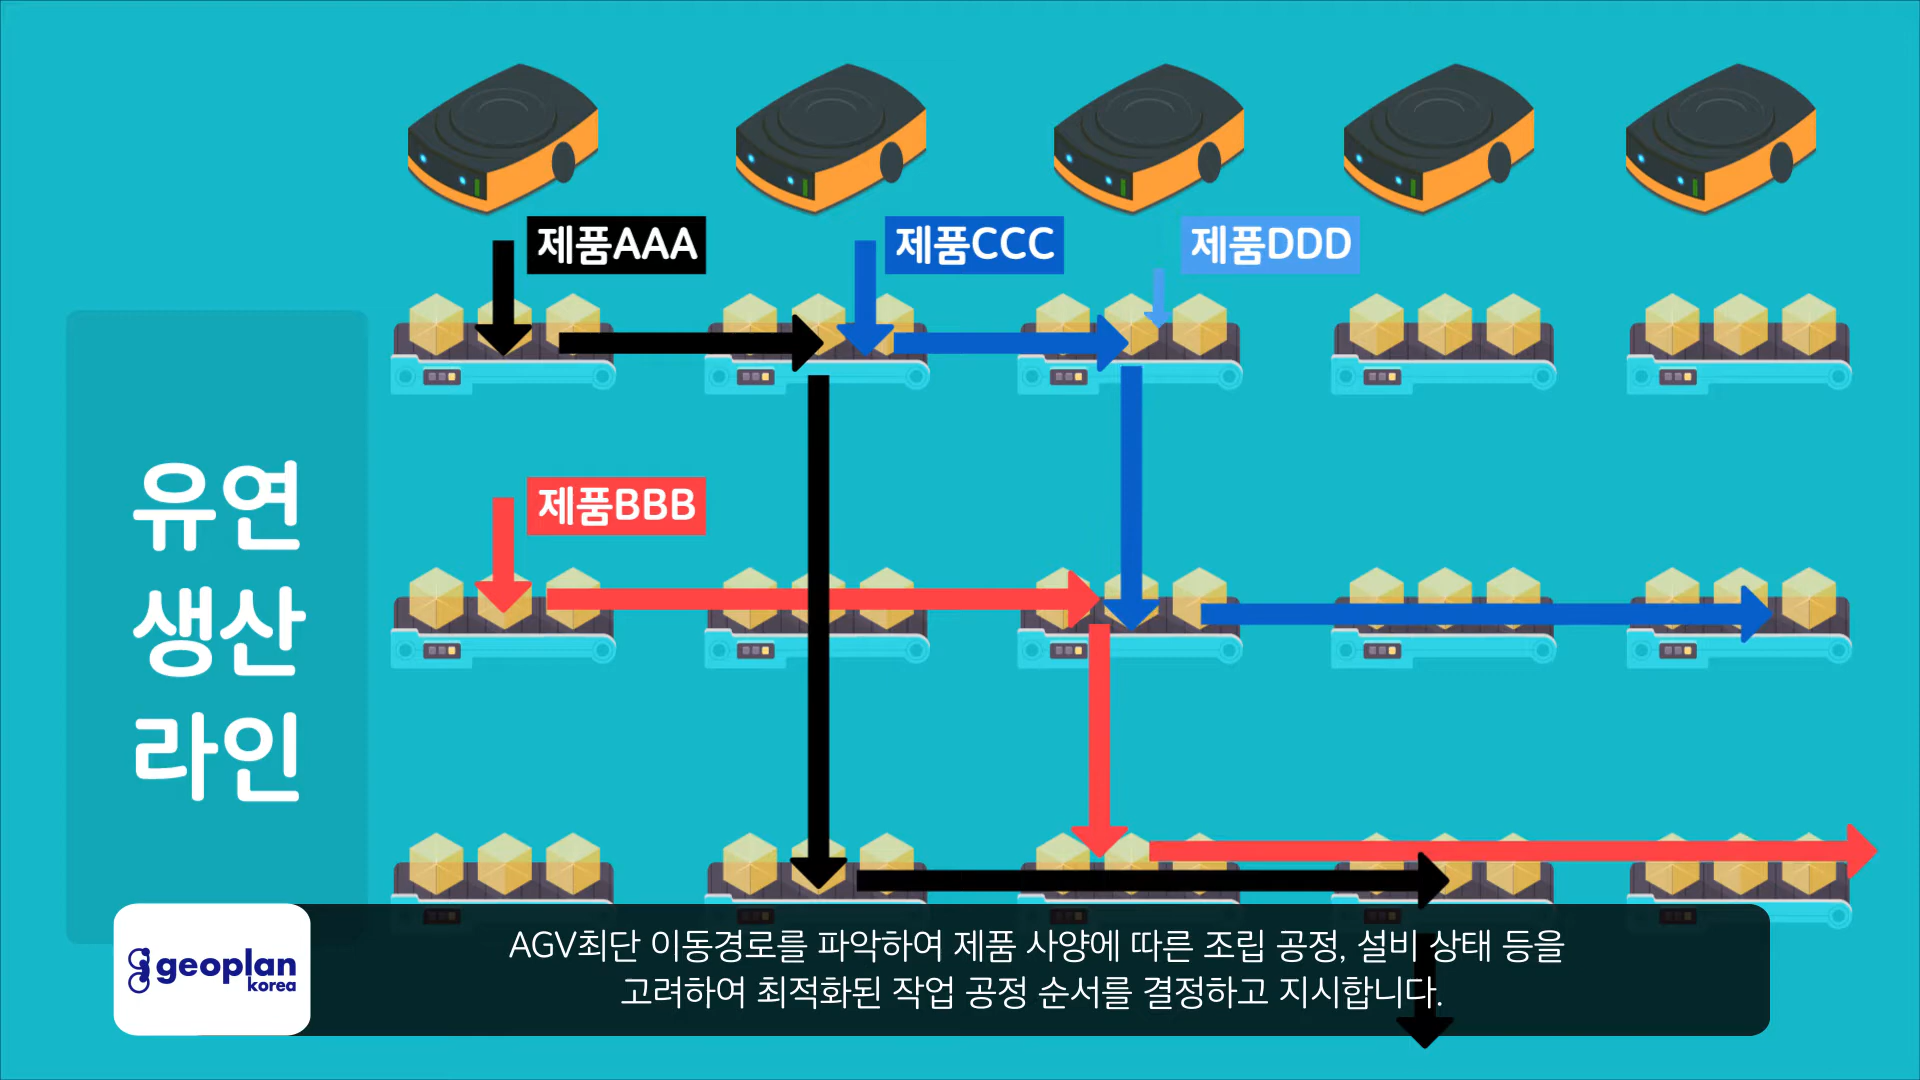 제품AAA
제품CCC
제품DDD
제품BBB
유연
생산
라인
geoplan
korea
AGV최단 이동경로를 파악하여 제품 사양에 따른 조립 공정, 설비 상태 등을
고려하여 최적화된 작업 공정 순서를 결정하고 지시합니다.